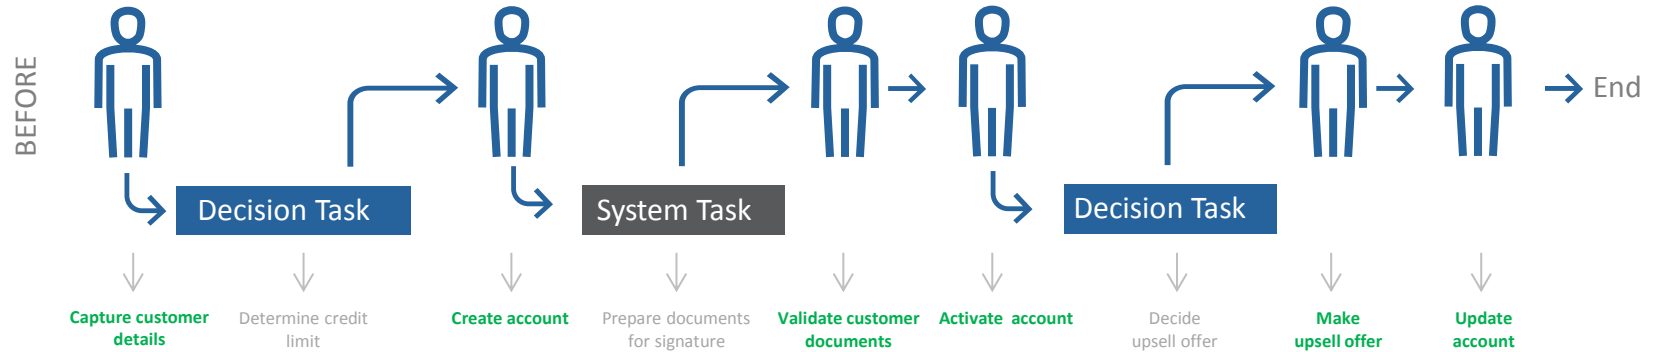 BEFORE
End
Decision Task
System Task
Decision Task
Capture customer
details
Determine credit
limit
Create account
Prepare documents
for signature
Validate customer
documents
Activate  account
Decide
upsell offer
Make
upsell offer
Update
account